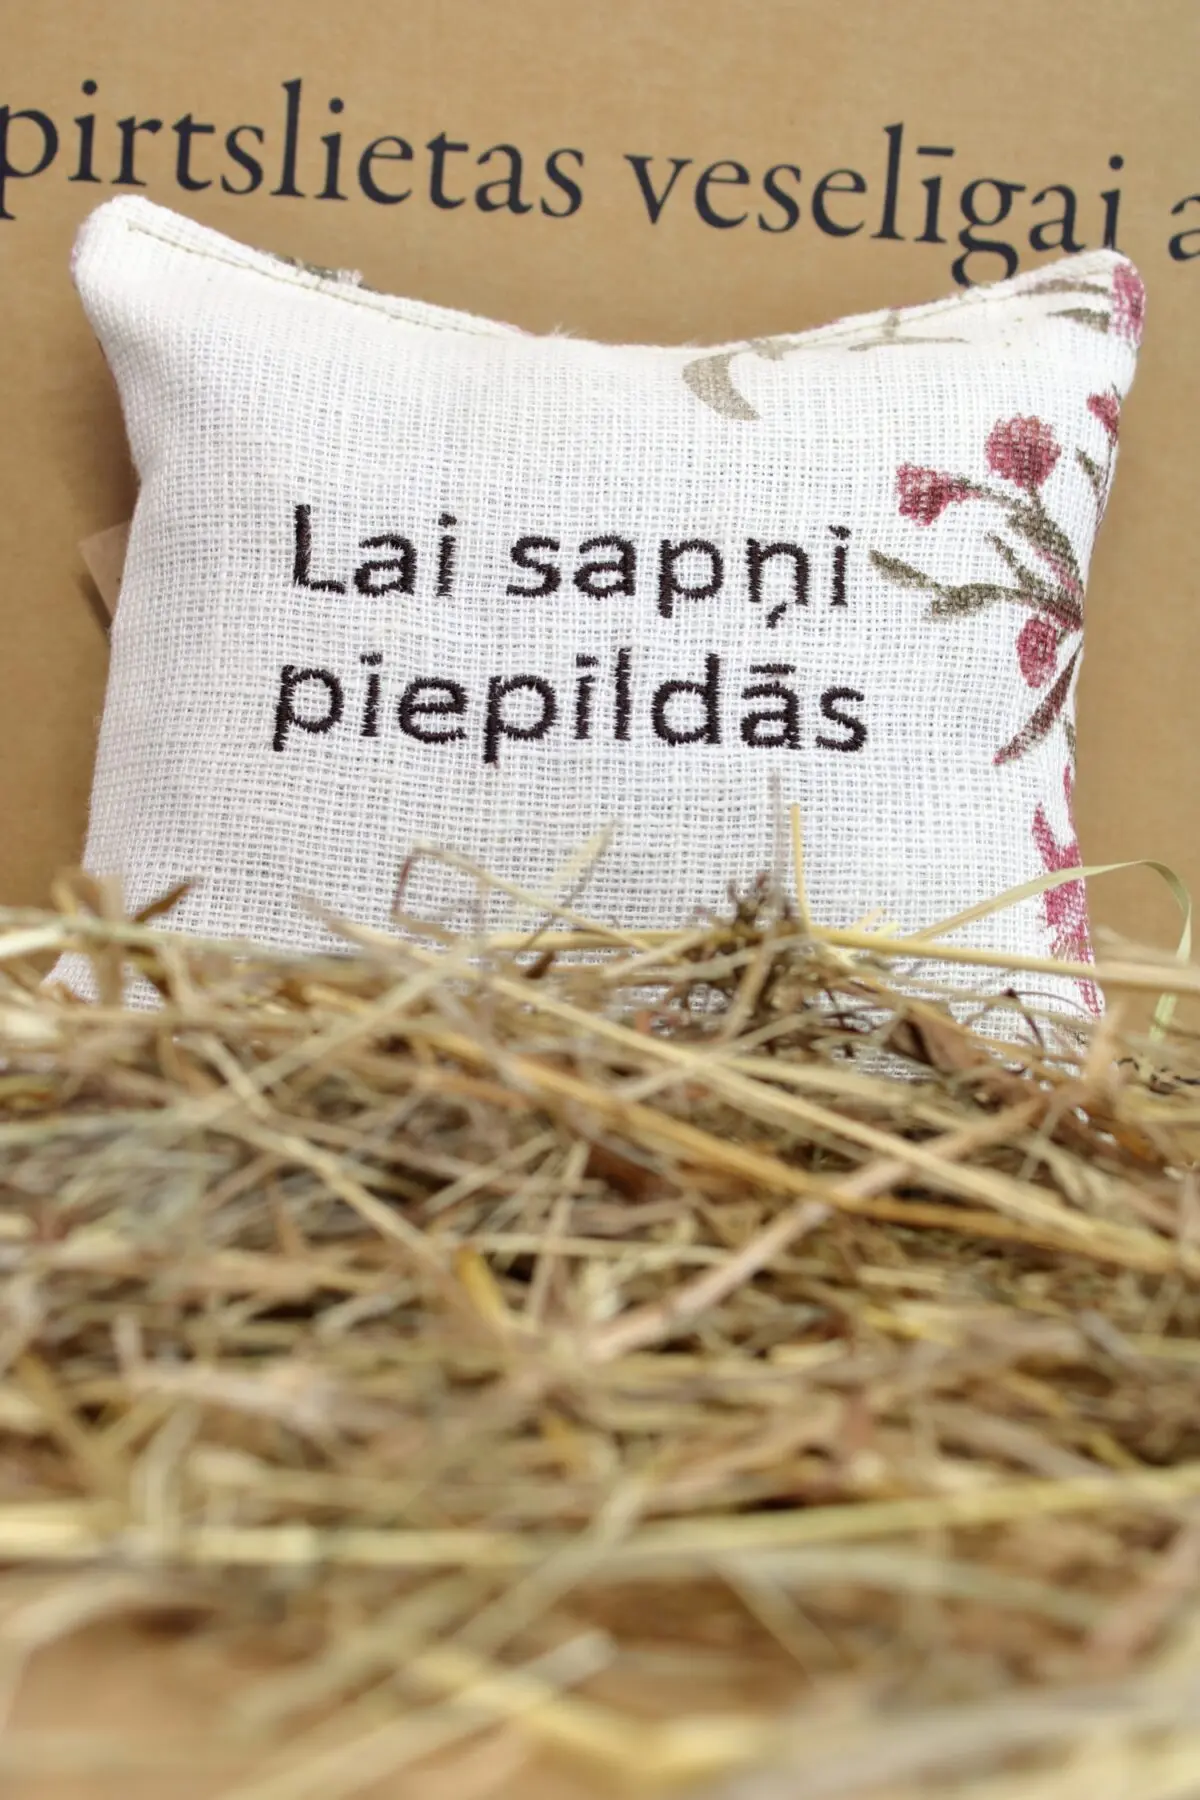 pirtslietas veselīgai
Lai sapņi
piepildās